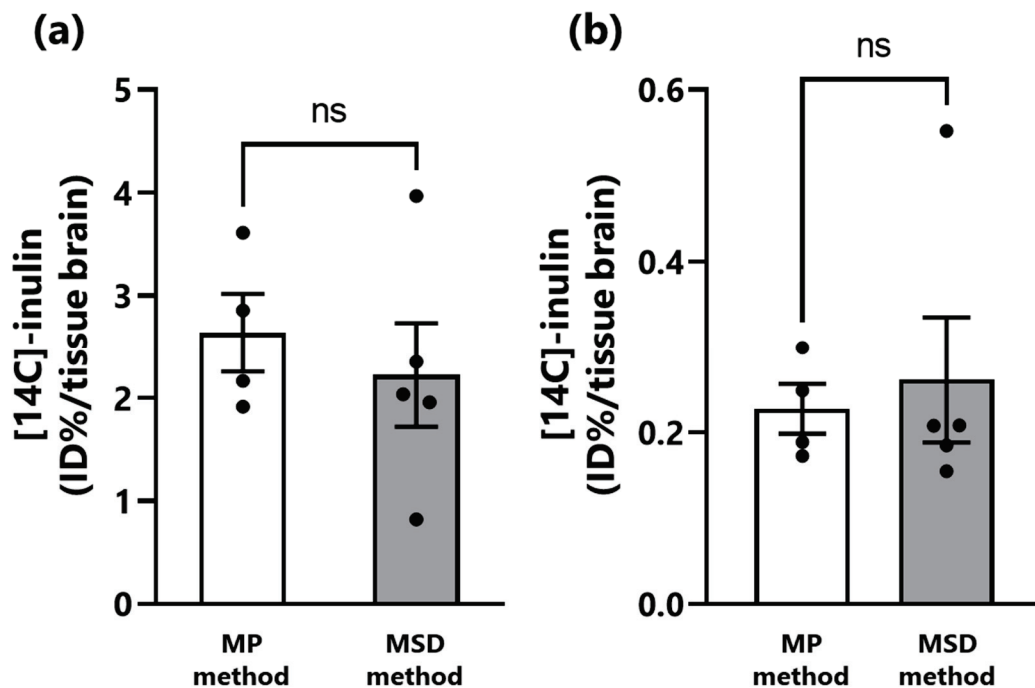 (a)
[14C]-inulin
(ID%/tissue brain)
5
4
3
2
1
0
ns
MP
method
MSD
method
(b)
[14C]-inulin
(ID%/tissue brain)
0.6
0.4
0.2
0.0
ns
MP
method
MSD
method